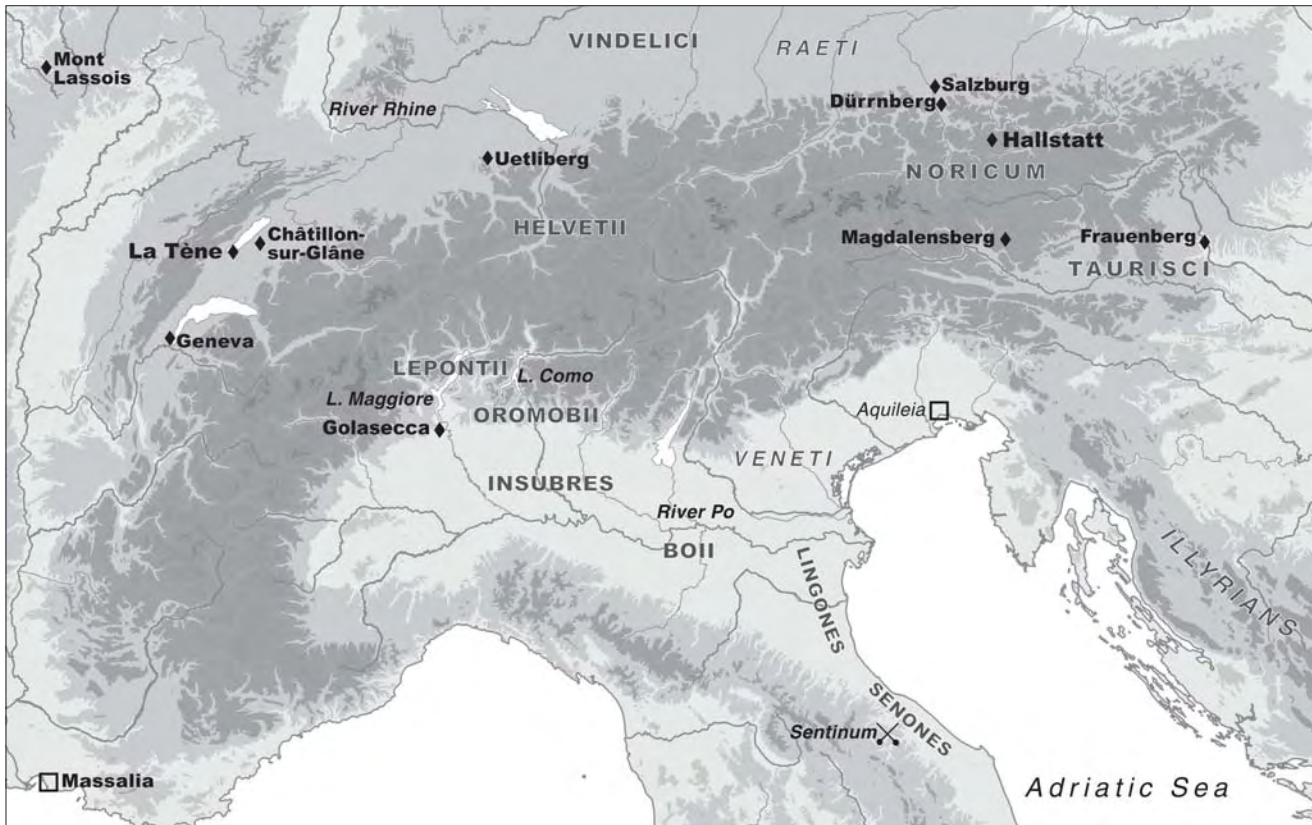 Mont
Lassois
VINDELICI
RAETI
River Rhine
Salzburg
Dürrnberg
Hallstatt
Uetliberg
NORICUM
HELVETII
Châtillon-
sur-Glâne
La Tène
Magdalensberg
Frauenberg
TAURISCI
Geneva
LEPONTII
L. Como
L. Maggiore
OROMOBII
Golasecca
Aquileia
VENETI
INSUBRES
River Po
BOII
LINGONES
ILLYRIANS
SENONES
Sentinum
Massalia
Adriatic Sea